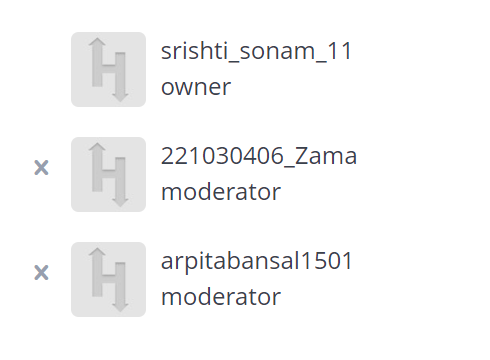 srishti_sonam_11
owner
221030406_Zama
moderator
arpitabansal1501
moderator